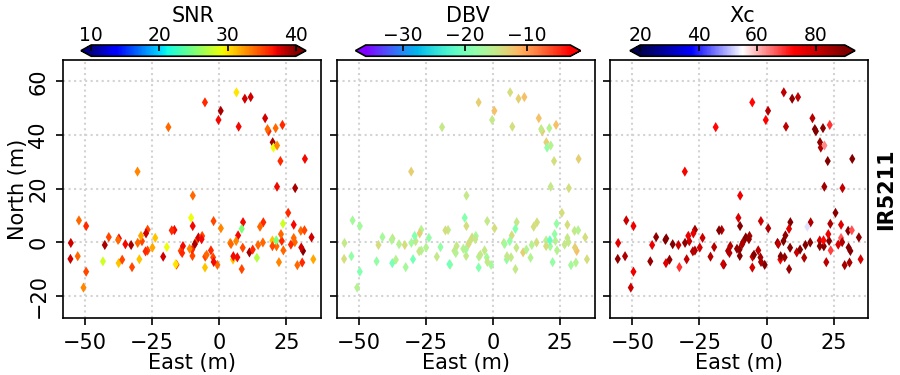 SNR DBV Xc
10 20 30 40 −30 −20 −10 20 40 60 80
60
40
20
0
−20
North (m)
IR5211
−50 −25 0 25 −50 −25 0 25 −50 −25 0 25
East (m) East (m) East (m)